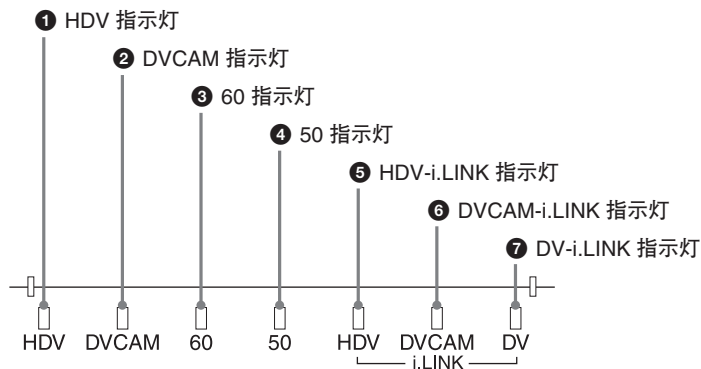 ❶ HDV 指示灯
❷ DVCAM 指示灯
❸ 60 指示灯
❹ 50 指示灯
❺ HDV-i.LINK 指示灯
❻ DVCAM-i.LINK 指示灯
❼ DV-i.LINK 指示灯
HDV DVCAM 60 50 HDV DVCAM DV
i.LINK